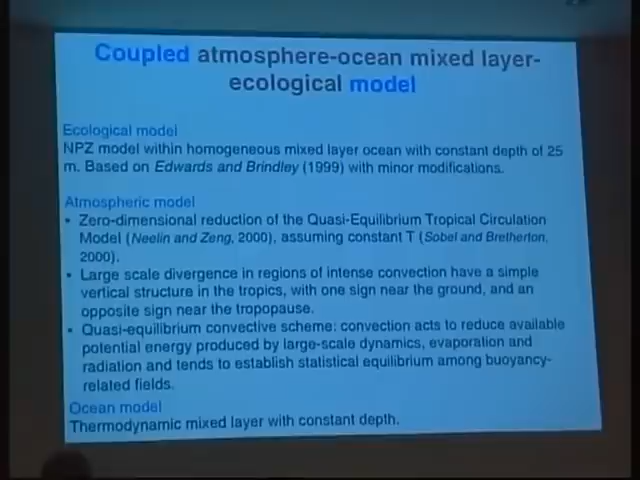 Coupled atmosphere-ocean mixed layer-
ecological model
Ecological model
NPZ model within homogeneous mixed layer ocean with constant depth of 25
m. Based on Edwards and Brindley (1999) with minor modifications.
Atmospheric model
• Zero-dimensional reduction of the Quasi-Equilibrium Tropical Circulation
Model (Neelin and Zeng, 2000), assuming constant T (Sobel and Bretherton,
2000).
• Large scale divergence in regions of intense convection have a simple
vertical structure in the tropics, with one sign near the ground, and an
opposite sign near the tropopause.
• Quasi-equilibrium convective scheme: convection acts to reduce available
potential energy produced by large-scale dynamics, evaporation and
radiation and tends to establish statistical equilibrium among buoyancy-
related fields.
Ocean model
Thermodynamic mixed layer with constant depth.